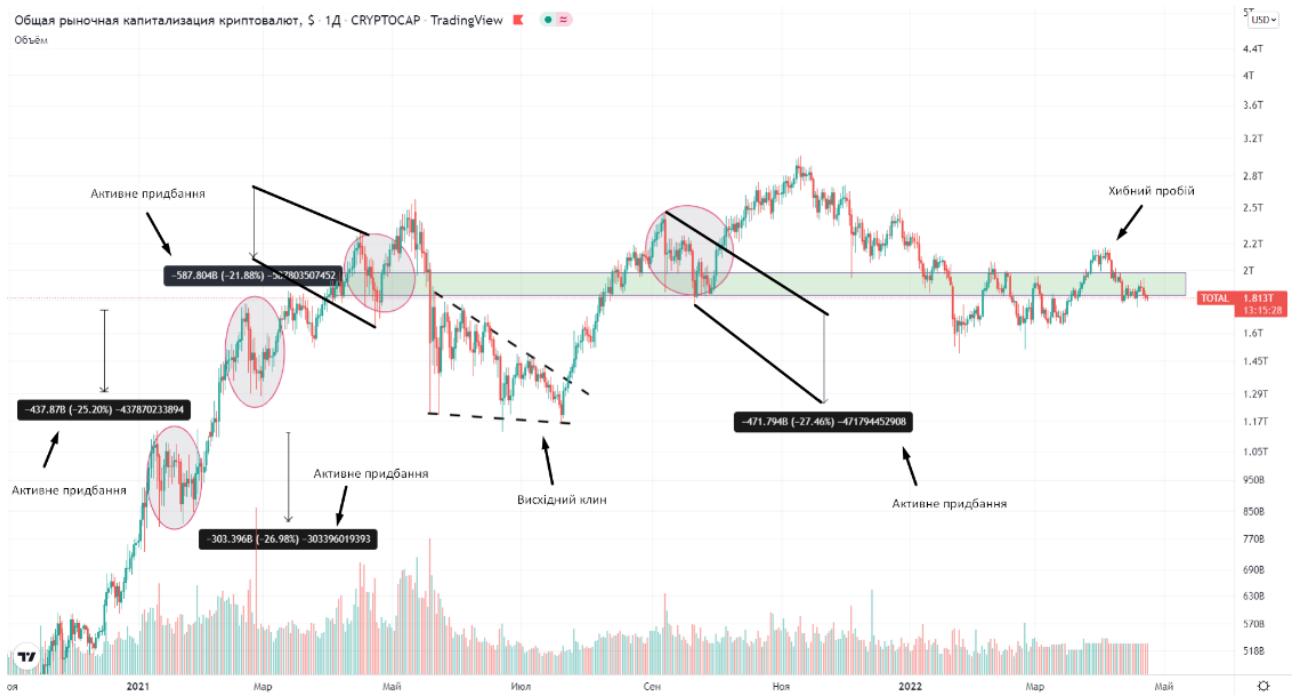 Общая рыночная капитализация криптовалют, $ · 1Д · CRYPTOCAP · TradingView
Объём
USD
5T
4.4T
4T
3.6T
3.2T
2.8T
2.5T
2.2T
2T
TOTAL 1.813T
13:15:28
1.6T
1.45T
1.29T
1.17T
1.05T
950B
850B
770B
690B
630B
570B
518B
Активне придбання
Хибний пробій
−587.804B (−21.88%) −587803507452
−437.87B (−25.20%) −437870233894
−471.794B (−27.46%) −471794452908
Активне придбання
Активне придбання
Висхідний клин
Активне придбання
−303.396B (−26.98%) −303396019393
оя 2021 Мар Май Июл Сен Ноя 2022 Мар Май